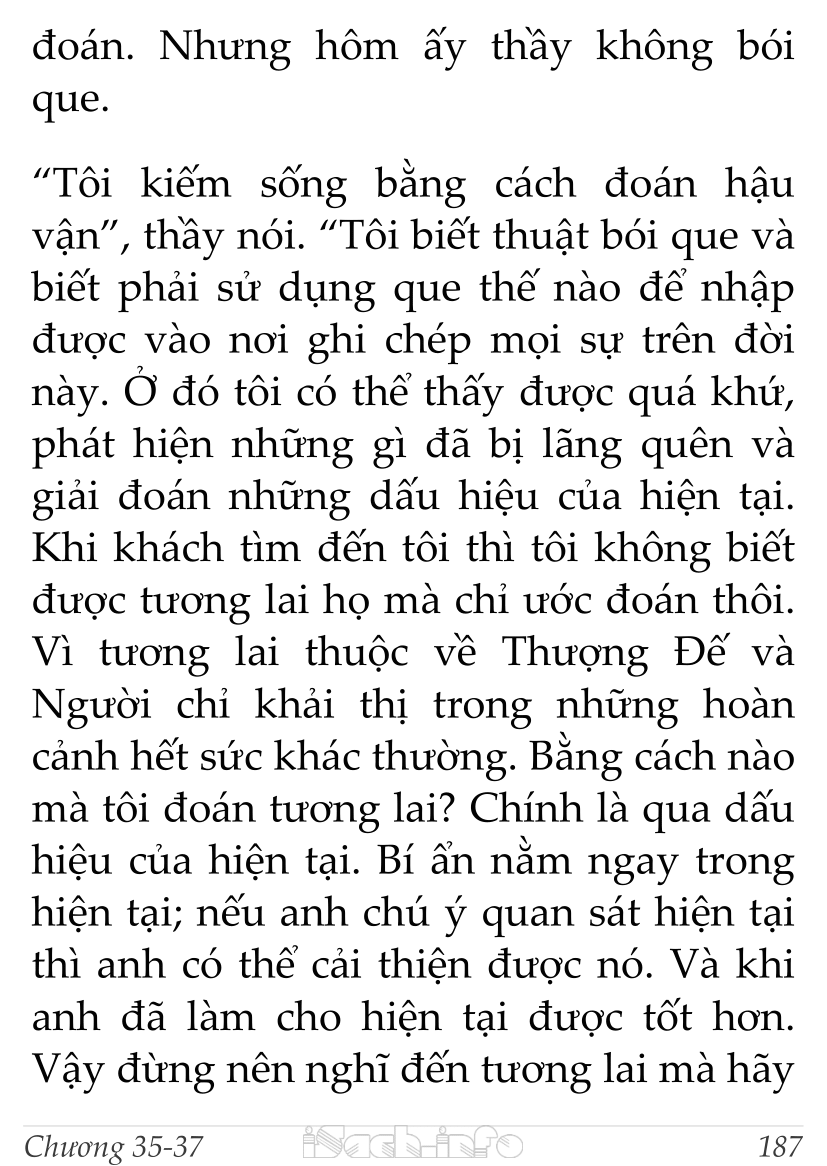 đoán. Nhưng hôm ấy thầy không bói
que.
“Tôi kiếm sống bằng cách đoán hậu
vận”, thầy nói. “Tôi biết thuật bói que và
biết phải sử dụng que thế nào để nhập
được vào nơi ghi chép mọi sự trên đời
này. Ở đó tôi có thể thấy được quá khứ,
phát hiện những gì đã bị lãng quên và
giải đoán những dấu hiệu của hiện tại.
Khi khách tìm đến tôi thì tôi không biết
được tương lai họ mà chỉ ước đoán thôi.
Vì tương lai thuộc về Thượng Đế và
Người chỉ khải thị trong những hoàn
cảnh hết sức khác thường. Bằng cách nào
mà tôi đoán tương lai? Chính là qua dấu
hiệu của hiện tại. Bí ẩn nằm ngay trong
hiện tại; nếu anh chú ý quan sát hiện tại
thì anh có thể cải thiện được nó. Và khi
anh đã làm cho hiện tại được tốt hơn.
Vậy đừng nên nghĩ đến tương lai mà hãy
Chương 35-37 iSach.info 187